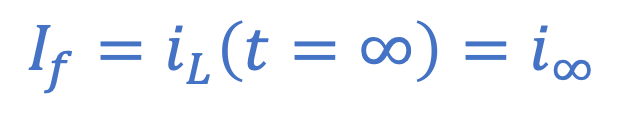 I_f = i_L(t = ∞) = i_∞